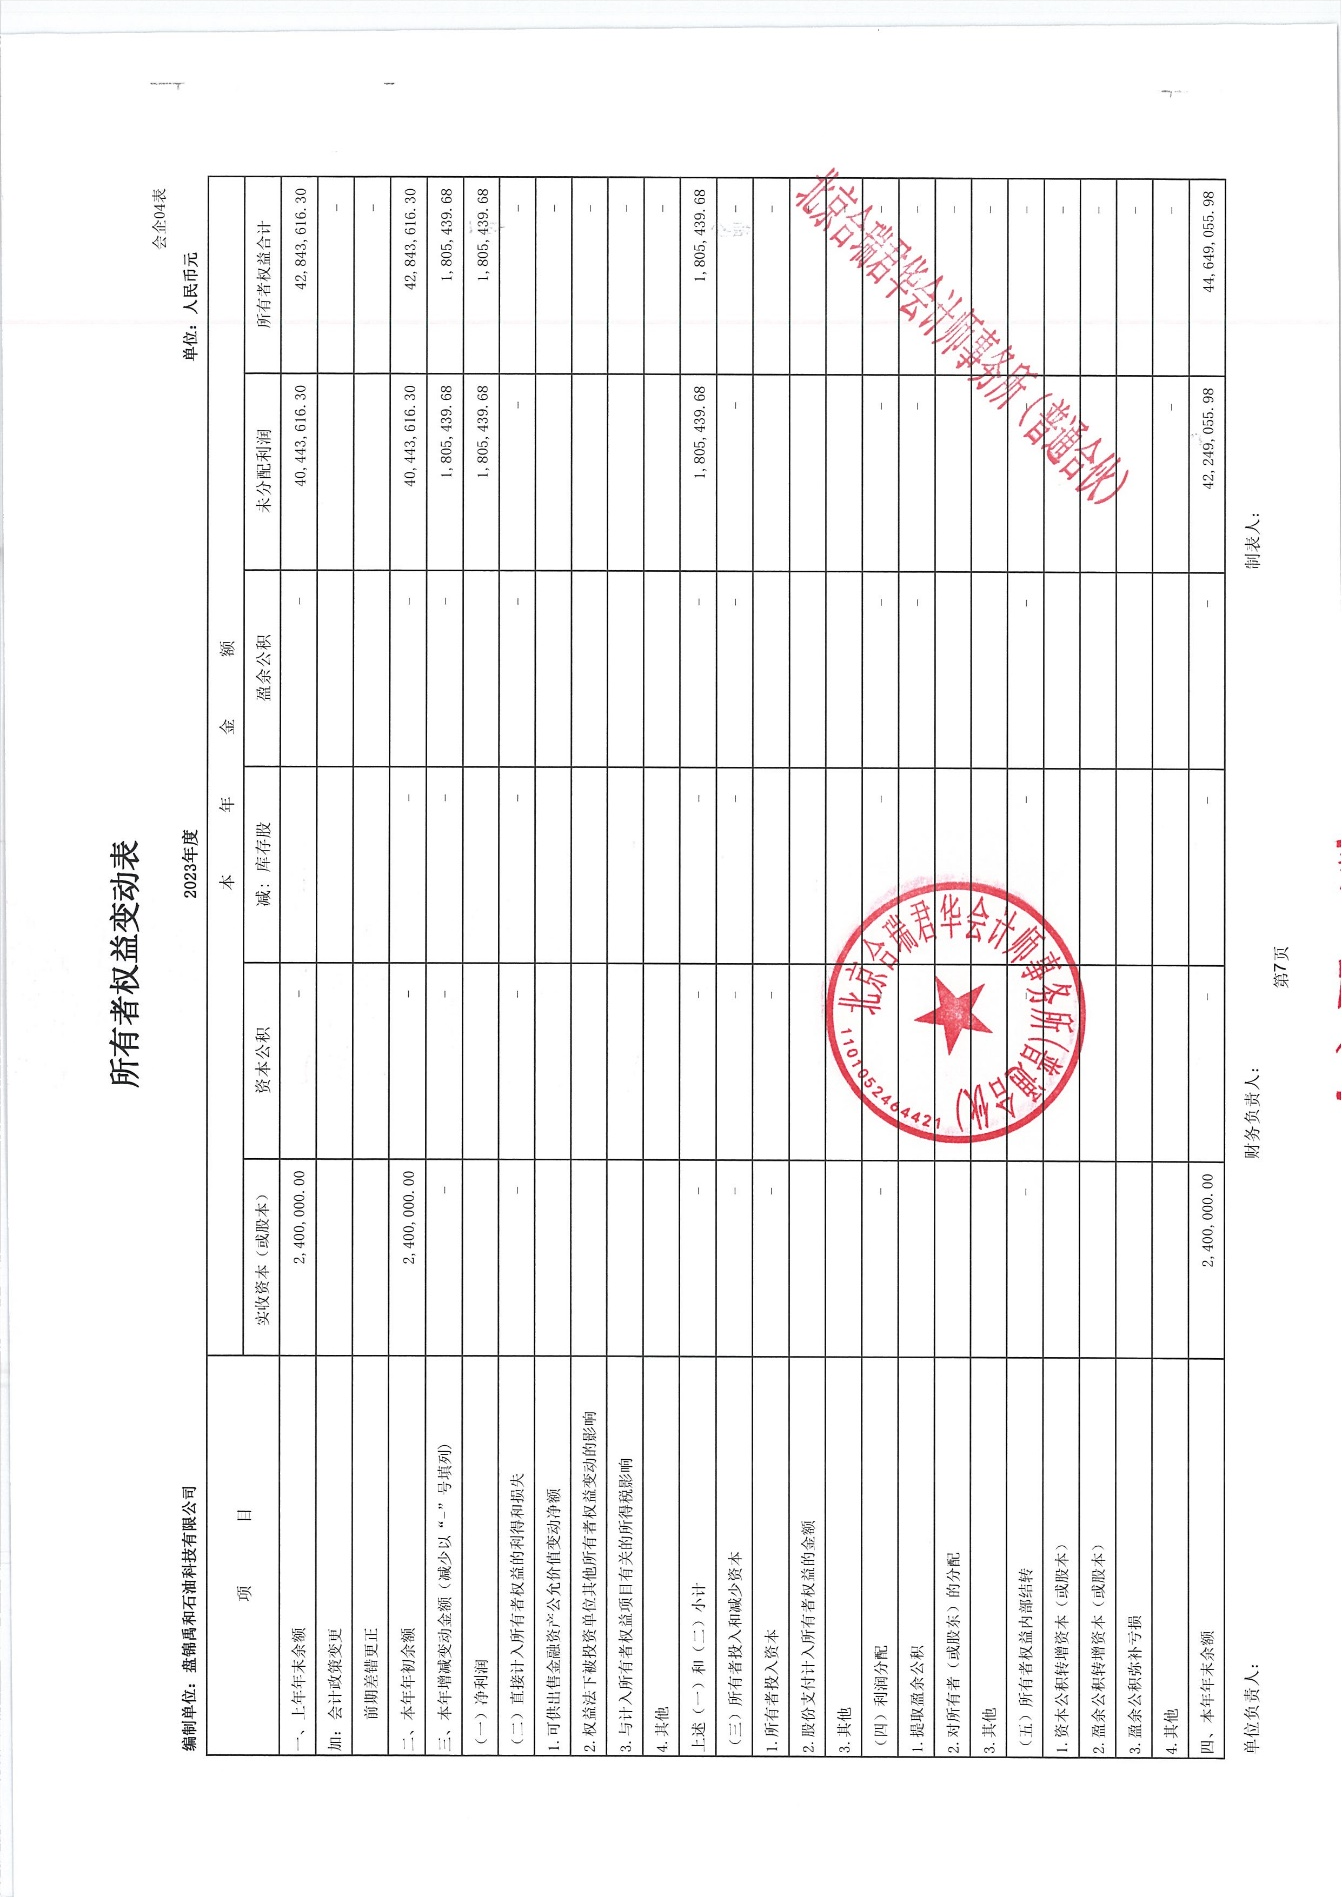 所有者权益变动表
会企04表
编制单位：盘锦禹和石油科技有限公司 2023年度 单位：人民币元
项 目 本 年 金 额
实收资本（或股本） 资本公积 减：库存股 盈余公积 未分配利润 所有者权益合计
一、上年年末余额 2,400,000.00 - - 40,443,616.30 42,843,616.30
加：会计政策变更 -
前期差错更正 -
二、本年年初余额 2,400,000.00 - - - 40,443,616.30 42,843,616.30
三、本年增减变动金额（减少以“-”号填列） - - - - 1,805,439.68 1,805,439.68
（一）净利润 1,805,439.68 1,805,439.68
（二）直接计入所有者权益的利得和损失 - - - - - -
1.可供出售金融资产公允价值变动净额 -
2.权益法下被投资单位其他所有者权益变动的影响 -
3.与计入所有者权益项目有关的所得税影响 -
4.其他 -
上述（一）和（二）小计 - - - - 1,805,439.68 1,805,439.68
（三）所有者投入和减少资本 - - - - - -
1.所有者投入资本 - - -
2.股份支付计入所有者权益的金额
3.其他
（四）利润分配 - - - - -
1.提取盈余公积 - - -
2.对所有者（或股东）的分配 -
3.其他 -
（五）所有者权益内部结转 - - - - -
1.资本公积转增资本（或股本） -
2.盈余公积转增资本（或股本） -
3.盈余公积弥补亏损 -
4.其他 - -
四、本年年末余额 2,400,000.00 - - - 42,249,055.98 44,649,055.98
单位负责人： 财务负责人： 制表人：
第7页
北京合瑞君华会计师事务所（普通合伙）
北京合瑞君华会计师事务所（普通合伙）
1101052464421